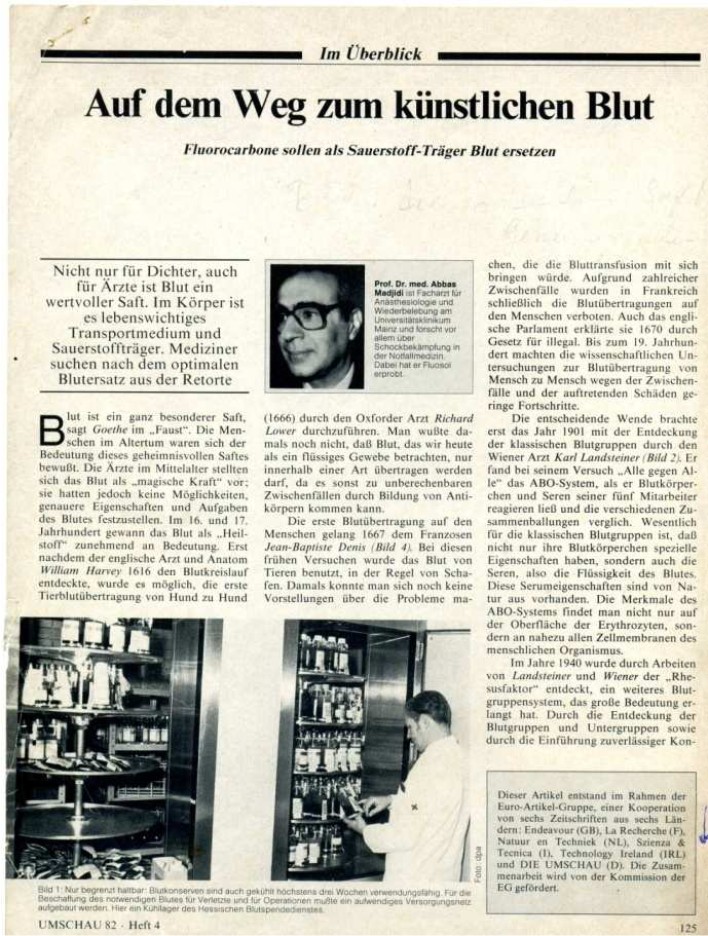 Im Überblick
Auf dem Weg zum künstlichen Blut
Fluorocarbone sollen als Sauerstoff-Träger Blut ersetzen
Nicht nur für Dichter, auch
für Ärzte ist Blut ein
wertvoller Saft. Im Körper ist
es lebenswichtiges
Transportmedium und
Sauerstoffträger. Mediziner
suchen nach dem optimalen
Blutersatz aus der Retorte
Prof. Dr. med. Abbas
Madjidi ist Facharzt für
Anästhesiologie und
Wiederbelebung am
Universitätsklinikum
Mainz und forscht vor
allem über
Schockbekämpfung in
der Notfallmedizin.
Dabei hat er Fluosol
erprobt.
Blut ist ein ganz besonderer Saft,
sagt Goethe im „Faust". Die Men-
schen im Altertum waren sich der
Bedeutung dieses geheimnisvollen Saftes
bewußt. Die Ärzte im Mittelalter stellten
sich das Blut als „magische Kraft" vor;
sie hatten jedoch keine Möglichkeiten,
genauere Eigenschaften und Aufgaben
des Blutes festzustellen. Im 16. und 17.
Jahrhundert gewann das Blut als „Heil-
stoff" zunehmend an Bedeutung. Erst
nachdem der englische Arzt und Anatom
William Harvey 1616 den Blutkreislauf
entdeckte, wurde es möglich, die erste
Tierblutübertragung von Hund zu Hund
(1666) durch den Oxforder Arzt Richard
Lower durchzuführen. Man wußte da-
mals noch nicht, daß Blut, das wir heute
als ein flüssiges Gewebe betrachten, nur
innerhalb einer Art übertragen werden
darf, da es sonst zu unberechenbaren
Zwischenfällen durch Bildung von Anti-
körpern kommen kann.
Die erste Blutübertragung auf den
Menschen gelang 1667 dem Franzosen
Jean-Baptiste Denis (Bild 4). Bei diesen
frühen Versuchen wurde das Blut von
Tieren benutzt, in der Regel von Scha-
fen. Damals konnte man sich noch keine
Vorstellungen über die Probleme ma-
chen, die die Bluttransfusion mit sich
bringen würde. Aufgrund zahlreicher
Zwischenfälle wurden in Frankreich
schließlich die Blutübertragungen auf
den Menschen verboten. Auch das engli-
sche Parlament erklärte sie 1670 durch
Gesetz für illegal. Bis zum 19. Jahrhun-
dert machten die wissenschaftlichen Un-
tersuchungen zur Blutübertragung von
Mensch zu Mensch wegen der Zwischen-
fälle und der auftretenden Schäden ge-
ringe Fortschritte.
Die entscheidende Wende brachte
erst das Jahr 1901 mit der Entdeckung
der klassischen Blutgruppen durch den
Wiener Arzt Karl Landsteiner (Bild 2). Er
fand bei seinem Versuch „Alle gegen Al-
le" das ABO-System, als er Blutkörper-
chen und Seren seiner fünf Mitarbeiter
reagieren ließ und die verschiedenen Zu-
sammenballungen verglich. Wesentlich
für die klassischen Blutgruppen ist, daß
nicht nur ihre Blutkörperchen spezielle
Eigenschaften haben, sondern auch die
Seren, also die Flüssigkeit des Blutes.
Diese Serumeigenschaften sind von Na-
tur aus vorhanden. Die Merkmale des
ABO-Systems findet man nicht nur auf
der Oberfläche der Erythrozyten, son-
dern an nahezu allen Zellmembranen des
menschlichen Organismus.
Im Jahre 1940 wurde durch Arbeiten
von Landsteiner und Wiener der „Rhe-
susfaktor" entdeckt, ein weiteres Blut-
gruppensystem, das große Bedeutung er-
langt hat. Durch die Entdeckung der
Blutgruppen und Untergruppen sowie
durch die Einführung zuverlässiger Kon-
Foto: dpa
Bild 1: Nur begrenzt haltbar: Blutkonserven sind auch gekühlt höchstens drei Wochen verwendungsfähig. Für die
Beschaffung des notwendigen Blutes für Verletzte und für Operationen mußte ein aufwendiges Versorgungsnetz
aufgebaut werden. Hier ein Kühllager des Hessischen Blutspendedienstes.
Dieser Artikel entstand im Rahmen der
Euro-Artikel-Gruppe, einer Kooperation
von sechs Zeitschriften aus sechs Län-
dern: Endeavour (GB), La Recherche (F),
Natuur en Techniek (NL), Szienza &
Tecnica (I), Technology Ireland (IRL)
und DIE UMSCHAU (D). Die Zusam-
menarbeit wird von der Kommission der
EG gefördert.
UMSCHAU 82 · Heft 4
125